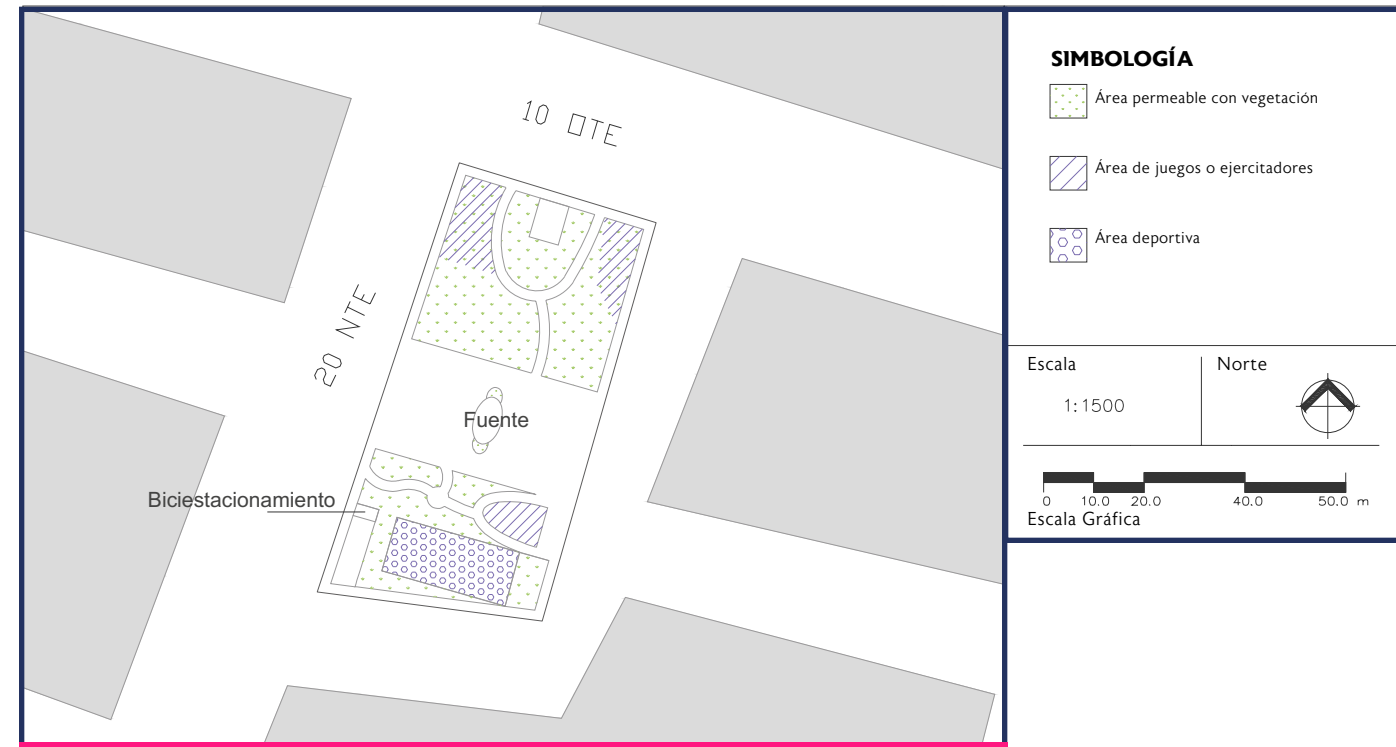 10 OTE
20 NTE
Fuente
Biciestacionamiento
SIMBOLOGÍA
Área permeable con vegetación
Área de juegos o ejercitadores
Área deportiva
Escala
1:1500
Norte
0 10.0 20.0 40.0 50.0 m
Escala Gráfica